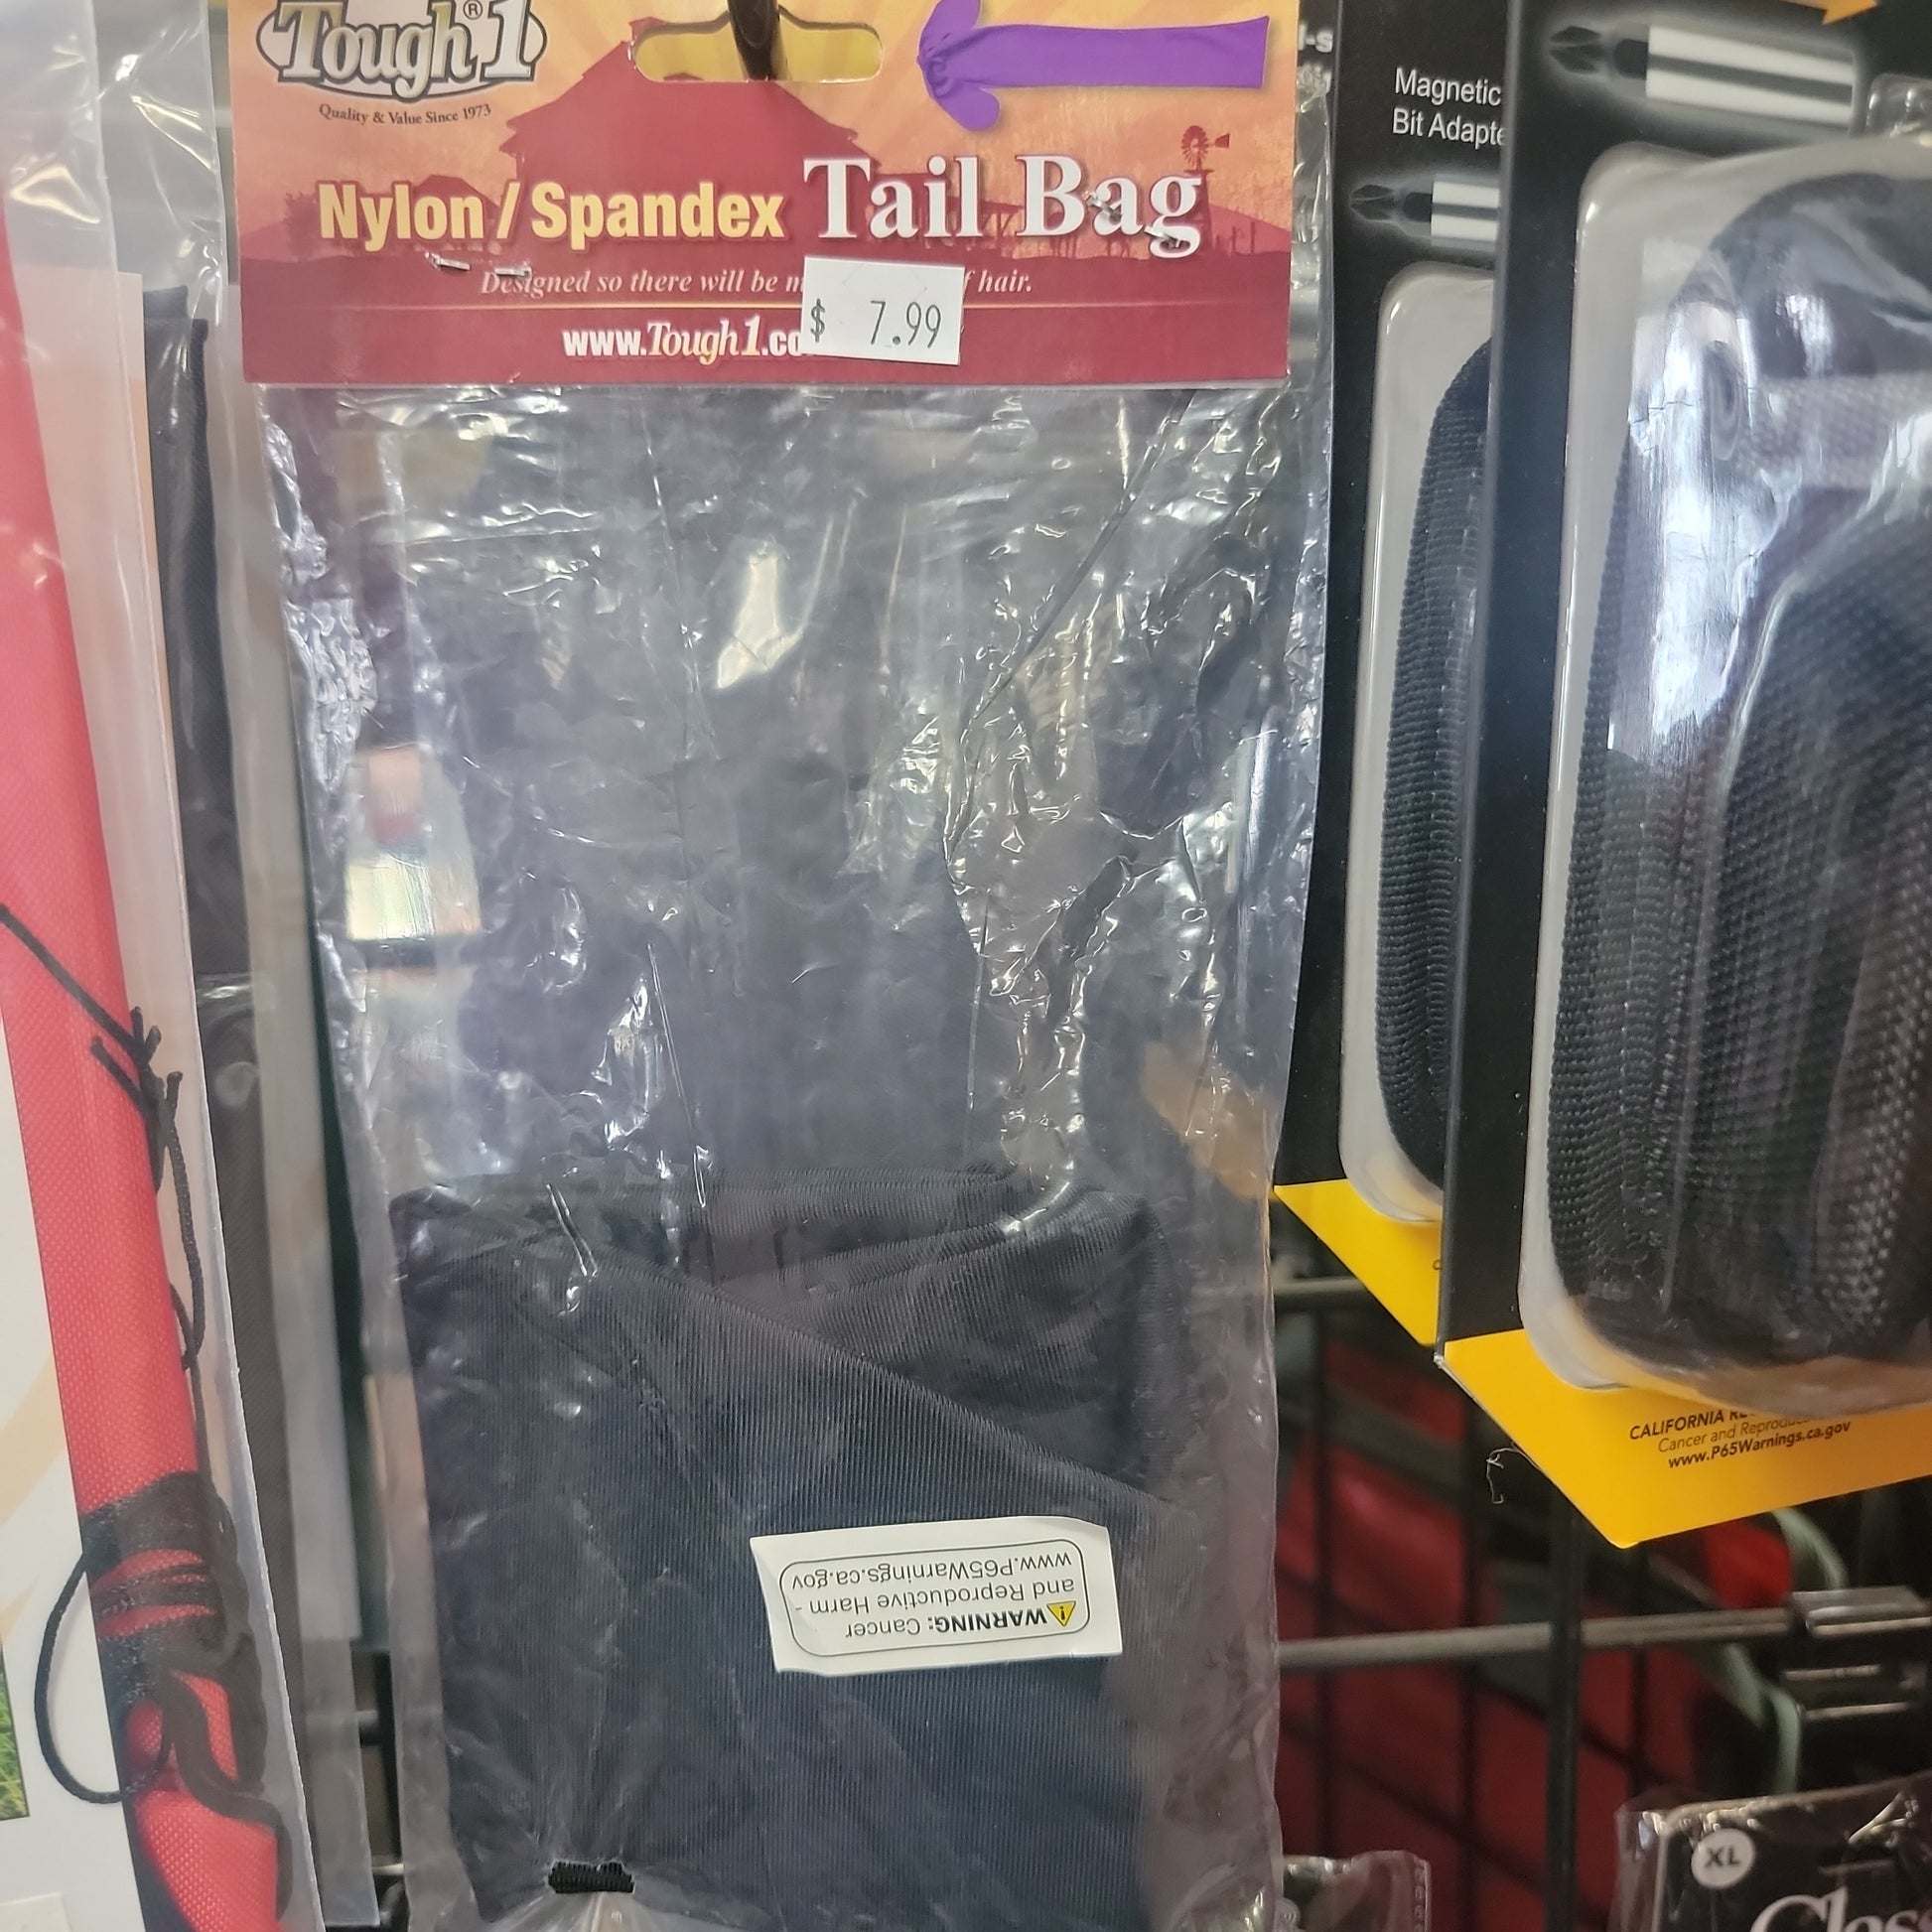 Tough 1®
Quality & Value Since 1973
Nylon / Spandex Tail Bag
Designed so there will be hair.
$ 7.99
www.Tough1.co
Magnetic
Bit
CALIFORNIA
Cancer and
www.P65Warnings.ca.gov
WARNING: Cancer
and Reproductive Harm -
www.P65Warnings.ca.gov
XL